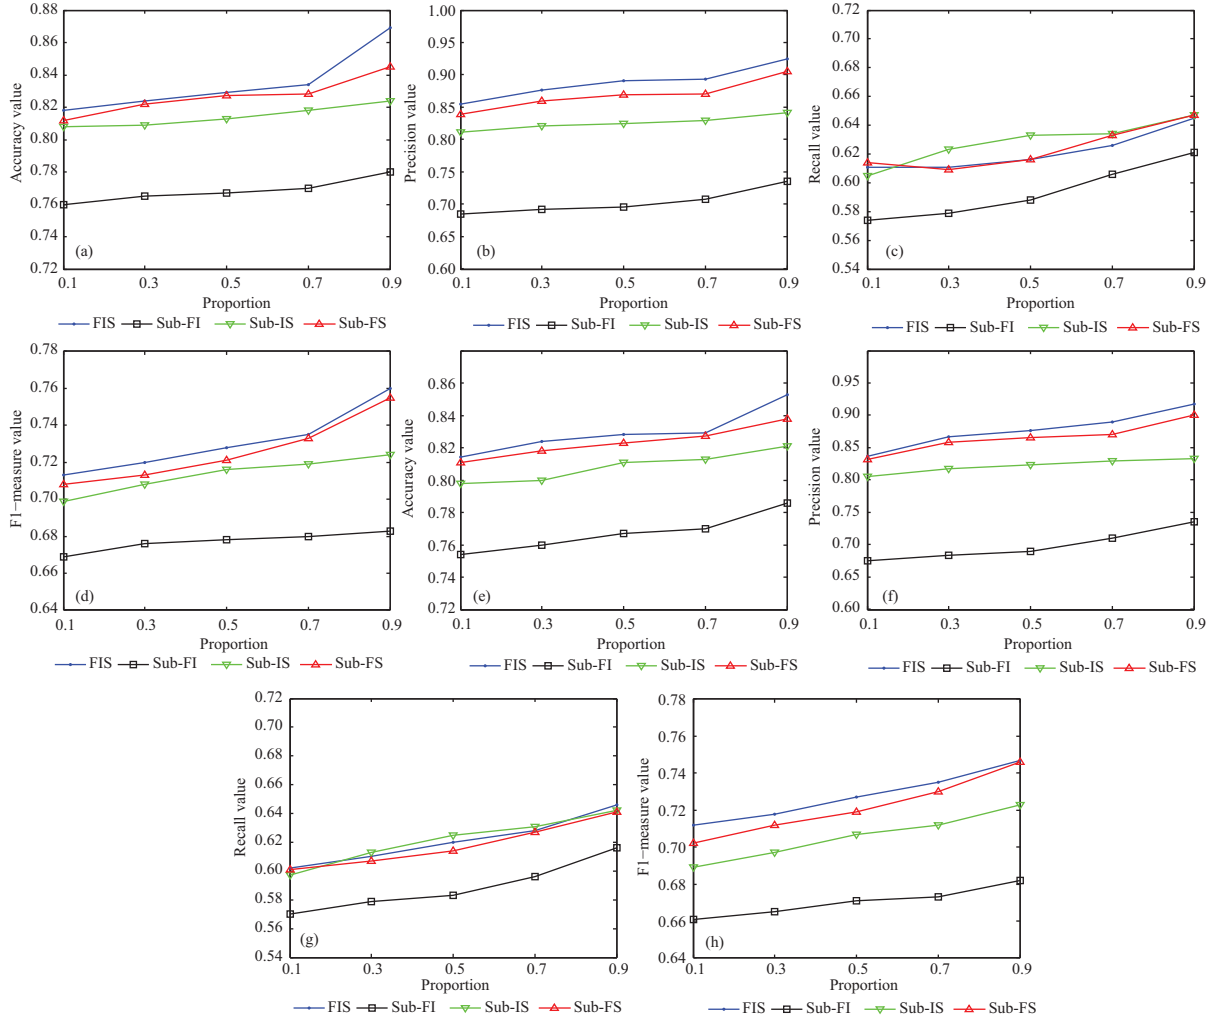 0.88
0.86
0.84
0.82
0.80
0.78
0.76
0.74
0.72
Accuracy value
(a)
0.1 0.3 0.5 0.7 0.9
Proportion
FIS Sub-FI Sub-IS Sub-FS
1.00
0.95
0.90
0.85
0.80
0.75
0.70
0.65
0.60
Precision value
(b)
0.1 0.3 0.5 0.7 0.9
Proportion
FIS Sub-FI Sub-IS Sub-FS
0.72
0.70
0.68
0.66
0.64
0.62
0.60
0.58
0.56
0.54
Recall value
(c)
0.1 0.3 0.5 0.7 0.9
Proportion
FIS Sub-FI Sub-IS Sub-FS
0.78
0.76
0.74
0.72
0.70
0.68
0.66
0.64
F1−measure value
(d)
0.1 0.3 0.5 0.7 0.9
Proportion
FIS Sub-FI Sub-IS Sub-FS
0.86
0.84
0.82
0.80
0.78
0.76
0.74
0.72
Accuracy value
(e)
0.1 0.3 0.5 0.7 0.9
Proportion
FIS Sub-FI Sub-IS Sub-FS
0.95
0.90
0.85
0.80
0.75
0.70
0.65
0.60
Precision value
(f)
0.1 0.3 0.5 0.7 0.9
Proportion
FIS Sub-FI Sub-IS Sub-FS
0.72
0.70
0.68
0.66
0.64
0.62
0.60
0.58
0.56
0.54
Recall value
(g)
0.1 0.3 0.5 0.7 0.9
Proportion
FIS Sub-FI Sub-IS Sub-FS
0.78
0.76
0.74
0.72
0.70
0.68
0.66
0.64
F1−measure value
(h)
0.1 0.3 0.5 0.7 0.9
Proportion
FIS Sub-FI Sub-IS Sub-FS